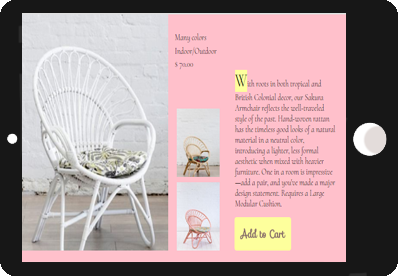 Many colors
Indoor/Outdoor
$ 70.00
With roots in both tropical and
British Colonial decor, our Sakura
Armchair reflects the well-traveled
style of the past. Hand-woven rattan
has the timeless good looks of a natural
material in a neutral color,
introducing a lighter, less formal
aesthetic when mixed with heavier
furniture. One in a room is impressive
—add a pair, and you've made a major
design statement. Requires a Large
Modular Cushion.
Add to Cart